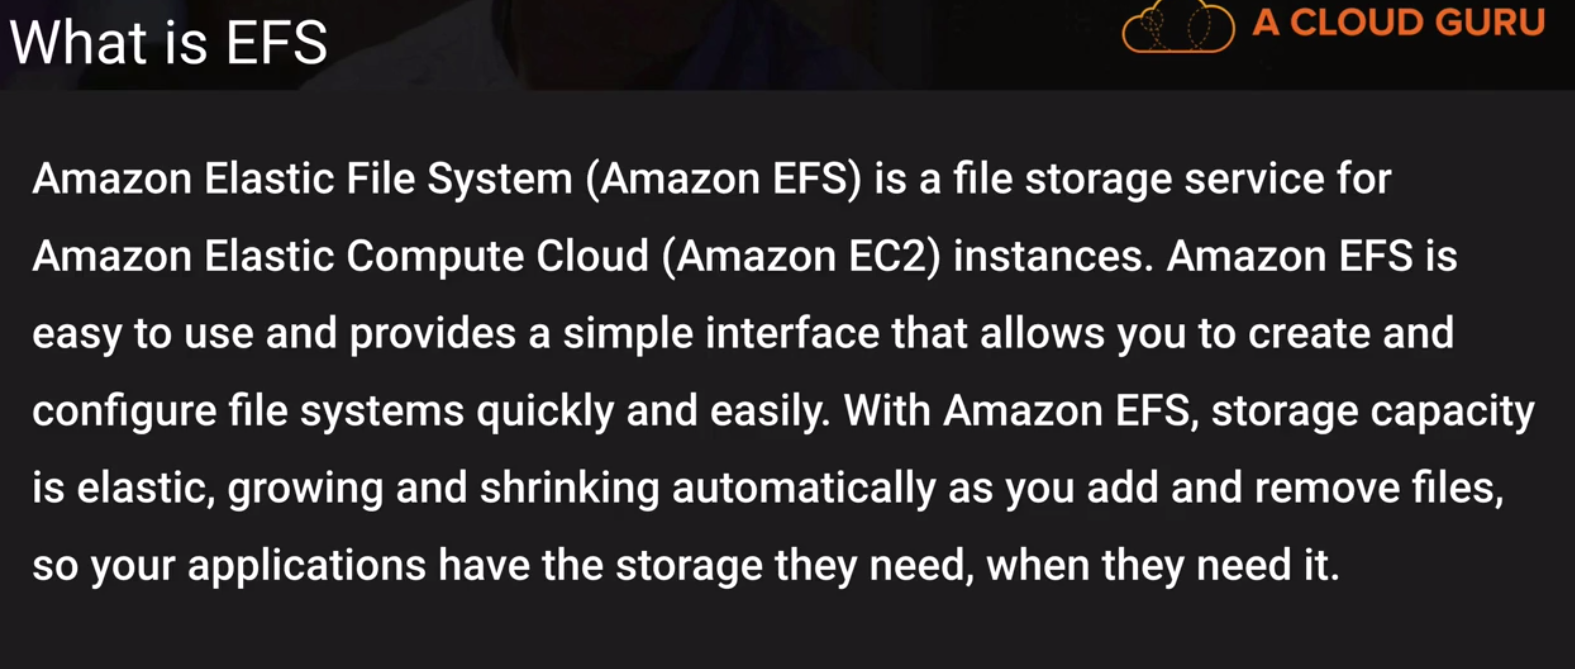 What is EFS
A CLOUD GURU
Amazon Elastic File System (Amazon EFS) is a file storage service for
Amazon Elastic Compute Cloud (Amazon EC2) instances. Amazon EFS is
easy to use and provides a simple interface that allows you to create and
configure file systems quickly and easily. With Amazon EFS, storage capacity
is elastic, growing and shrinking automatically as you add and remove files,
so your applications have the storage they need, when they need it.